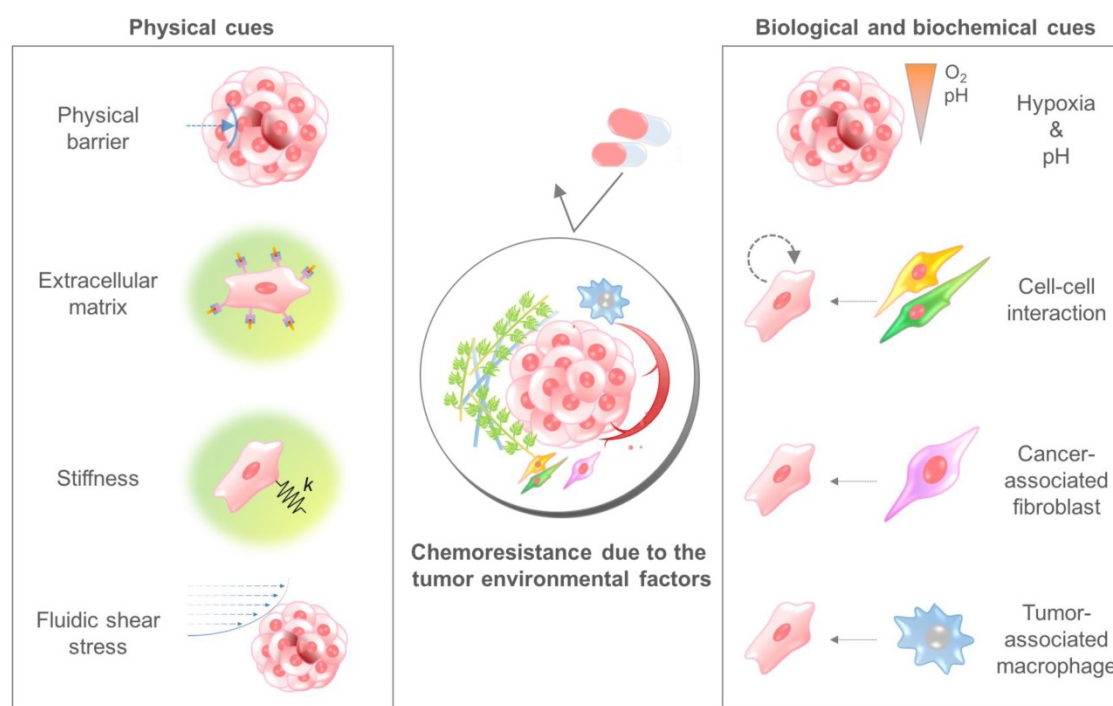 Physical cues
Physical
barrier
Extracellular
matrix
Stiffness
k
Fluidic shear
stress
Chemoresistance due to the
tumor environmental factors
Biological and biochemical cues
O2
pH
Hypoxia
&
pH
Cell-cell
interaction
Cancer-
associated
fibroblast
Tumor-
associated
macrophage